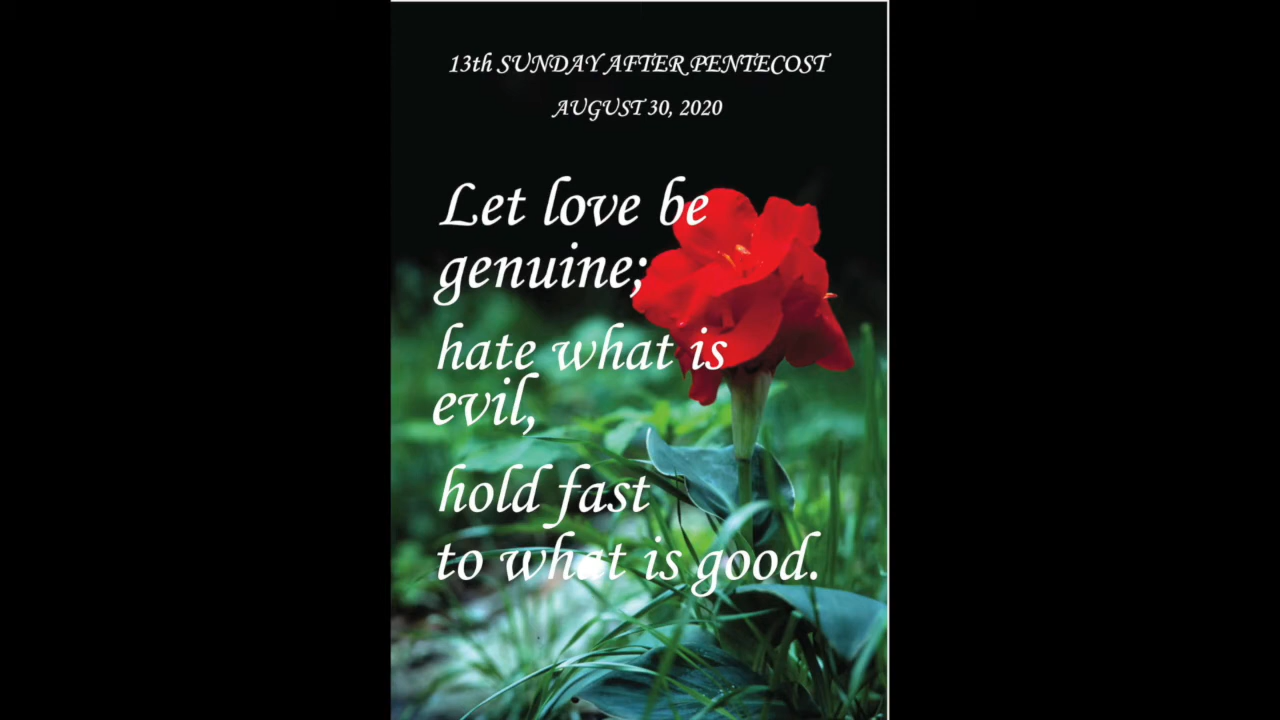 13th SUNDAY AFTER PENTECOST
AUGUST 30, 2020
Let love be
genuine;
hate what is
evil,
hold fast
to what is good.